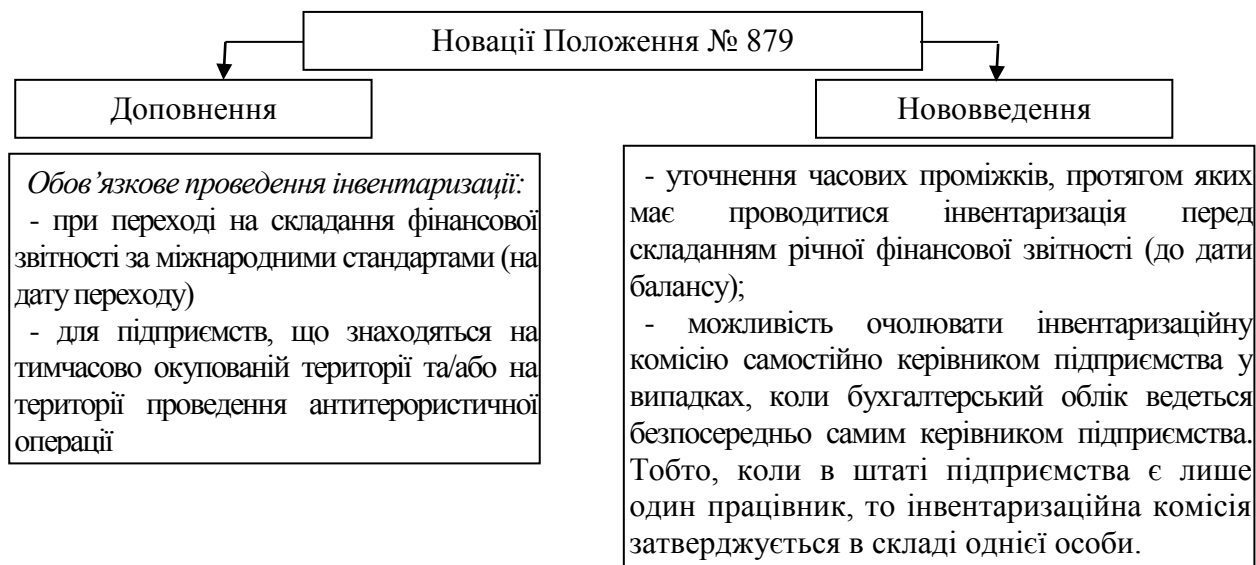 Новації Положення № 879
Доповнення
Нововведення
Обов’язкове проведення інвентаризації:
- при переході на складання фінансової
звітності за міжнародними стандартами (на
дату переходу)
- для підприємств, що знаходяться на
тимчасово окупованій території та/або на
території проведення антитерористичної
операції
- уточнення часових проміжків, протягом яких
має проводитися інвентаризація перед
складанням річної фінансової звітності (до дати
балансу);
- можливість очолювати інвентаризаційну
комісію самостійно керівником підприємства у
випадках, коли бухгалтерський облік ведеться
безпосередньо самим керівником підприємства.
Тобто, коли в штаті підприємства є лише
один працівник, то інвентаризаційна комісія
затверджується в складі однієї особи.